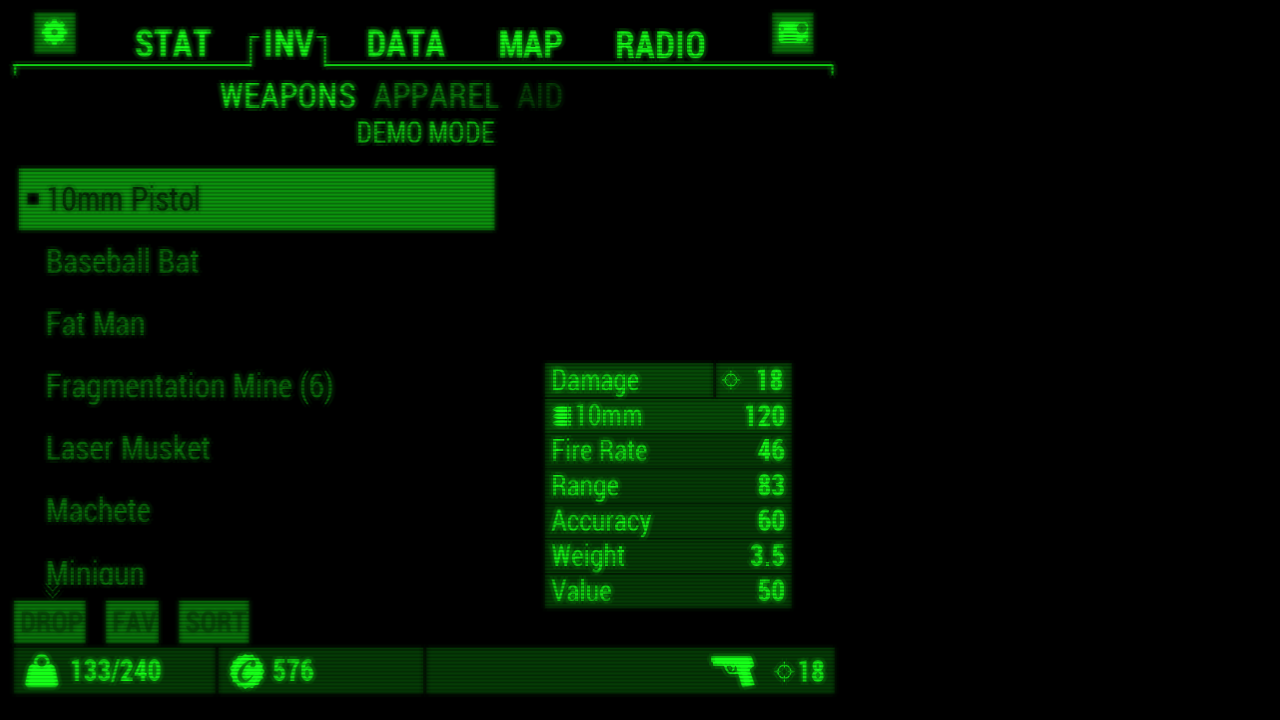 STAT INV DATA MAP RADIO
WEAPONS APPAREL AID
DEMO MODE
10mm Pistol
Baseball Bat
Fat Man
Fragmentation Mine (6)
Laser Musket
Machete
Minigun
Damage 18
10mm 120
Fire Rate 46
Range 83
Accuracy 60
Weight 3.5
Value 50
DROP FAV SORT
133/240 576 18